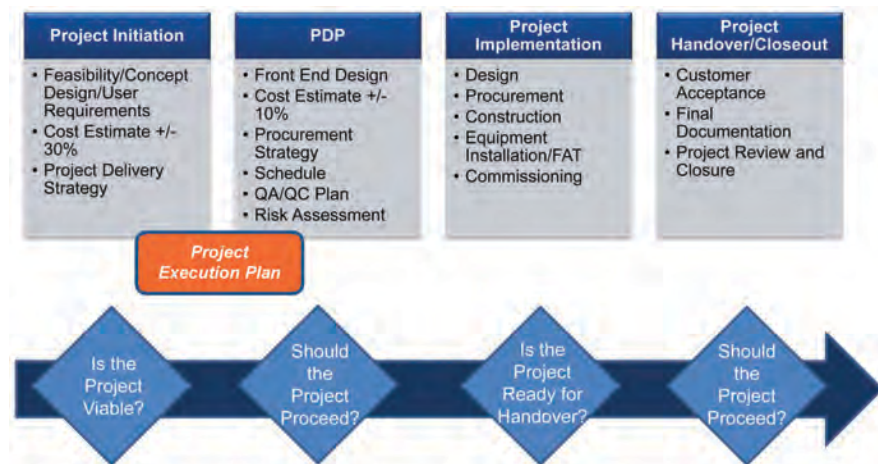 Project Initiation
• Feasibility/Concept
Design/User
Requirements
• Cost Estimate +/-
30%
• Project Delivery
Strategy
PDP
• Front End Design
• Cost Estimate +/-
10%
• Procurement
Strategy
• Schedule
• QA/QC Plan
• Risk Assessment
Project
Implementation
• Design
• Procurement
• Construction
• Equipment
Installation/FAT
• Commissioning
Project
Handover/Closeout
• Customer
Acceptance
• Final
Documentation
• Project Review and
Closure
Project
Execution Plan
Is the
Project
Viable?
Should
the
Project
Proceed?
Is the
Project
Ready for
Handover?
Should
the
Project
Proceed?